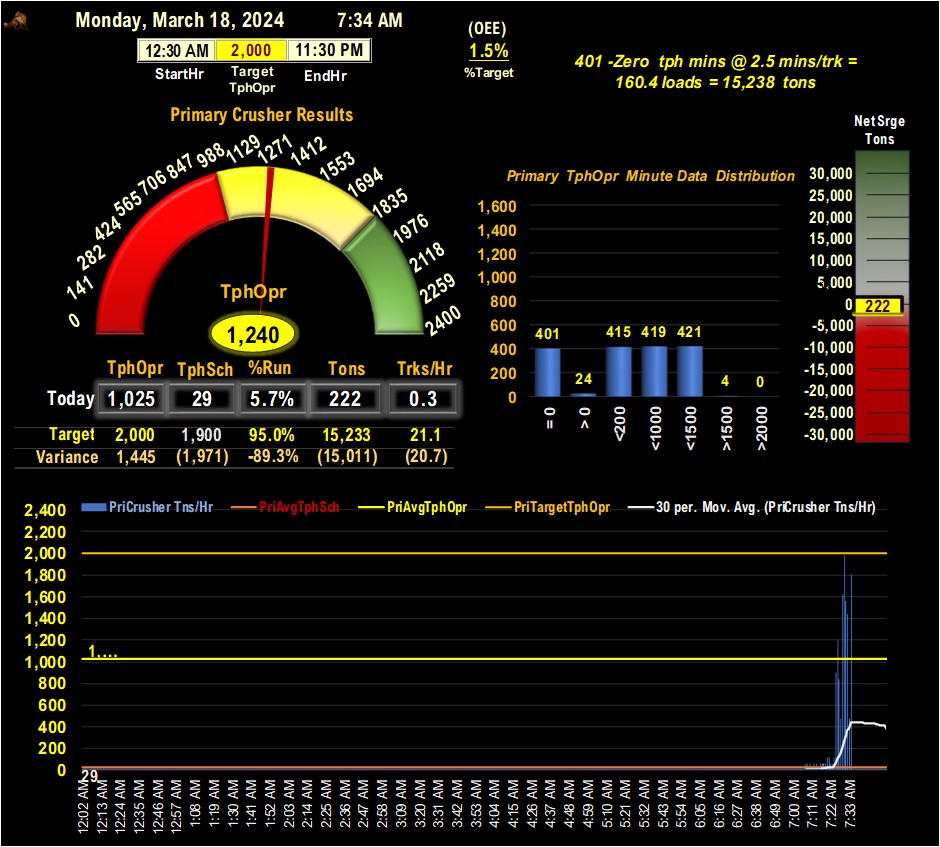 Monday, March 18, 2024 7:34 AM
12:30 AM 2,000 11:30 PM
StartHr Target TphOpr EndHr
(OEE)
1.5%
%Target
401 -Zero tph mins @ 2.5 mins/trk =
160.4 loads = 15,238 tons
Primary Crusher Results
0
141
282
424
565
706
847
988
1129
1271
1412
1553
1694
1835
1976
2118
2259
2400
TphOpr
1,240
TphOpr TphSch %Run Tons Trks/Hr
Today 1,025 29 5.7% 222 0.3
Target 2,000 1,900 95.0% 15,233 21.1
Variance 1,445 (1,971) -89.3% (15,011) (20.7)
Primary TphOpr Minute Data Distribution
1,600
1,400
1,200
1,000
800
600
400
200
0
401 24 415 419 421 4 0
= 0 > 0 <200 <1000 <1500 >1500 >2000
Net Srge
Tons
30,000
25,000
20,000
15,000
10,000
5,000
0
222
-5,000
-10,000
-15,000
-20,000
-25,000
-30,000
PriCrusher Tns/Hr PriAvgTphSch PriAvgTphOpr PriTargetTphOpr 30 per. Mov. Avg. (PriCrusher Tns/Hr)
2,400
2,200
2,000
1,800
1,600
1,400
1,200
1,000
800
600
400
200
0
1,...
29
12:02 AM 12:13 AM 12:24 AM 12:35 AM 12:46 AM 12:57 AM 1:08 AM 1:19 AM 1:30 AM 1:41 AM 1:52 AM 2:03 AM 2:14 AM 2:25 AM 2:36 AM 2:47 AM 2:58 AM 3:09 AM 3:20 AM 3:31 AM 3:42 AM 3:53 AM 4:04 AM 4:15 AM 4:26 AM 4:37 AM 4:48 AM 4:59 AM 5:10 AM 5:21 AM 5:32 AM 5:43 AM 5:54 AM 6:05 AM 6:16 AM 6:27 AM 6:38 AM 6:49 AM 7:00 AM 7:11 AM 7:22 AM 7:33 AM